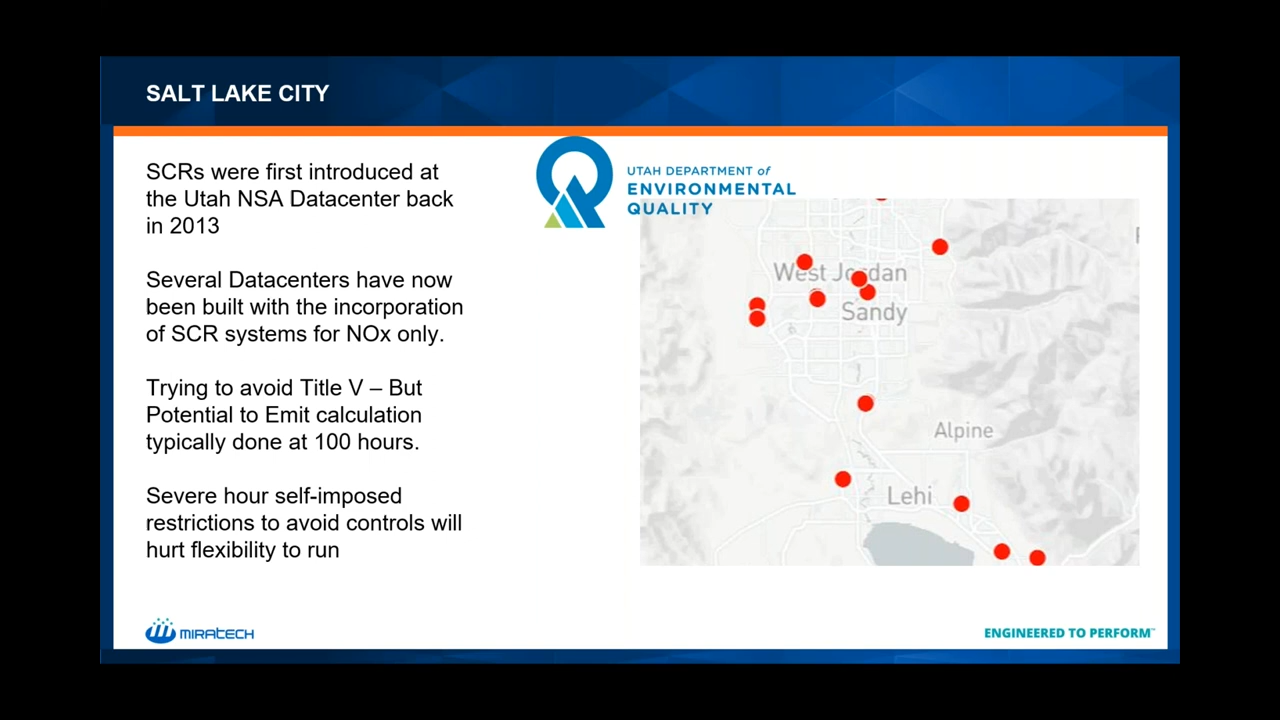 SALT LAKE CITY
SCRs were first introduced at
the Utah NSA Datacenter back
in 2013
Several Datacenters have now
been built with the incorporation
of SCR systems for NOx only.
Trying to avoid Title V – But
Potential to Emit calculation
typically done at 100 hours.
Severe hour self-imposed
restrictions to avoid controls will
hurt flexibility to run
UTAH DEPARTMENT of
ENVIRONMENTAL
QUALITY
West Jordan
Sandy
Alpine
Lehi
MIRATECH
ENGINEERED TO PERFORM™